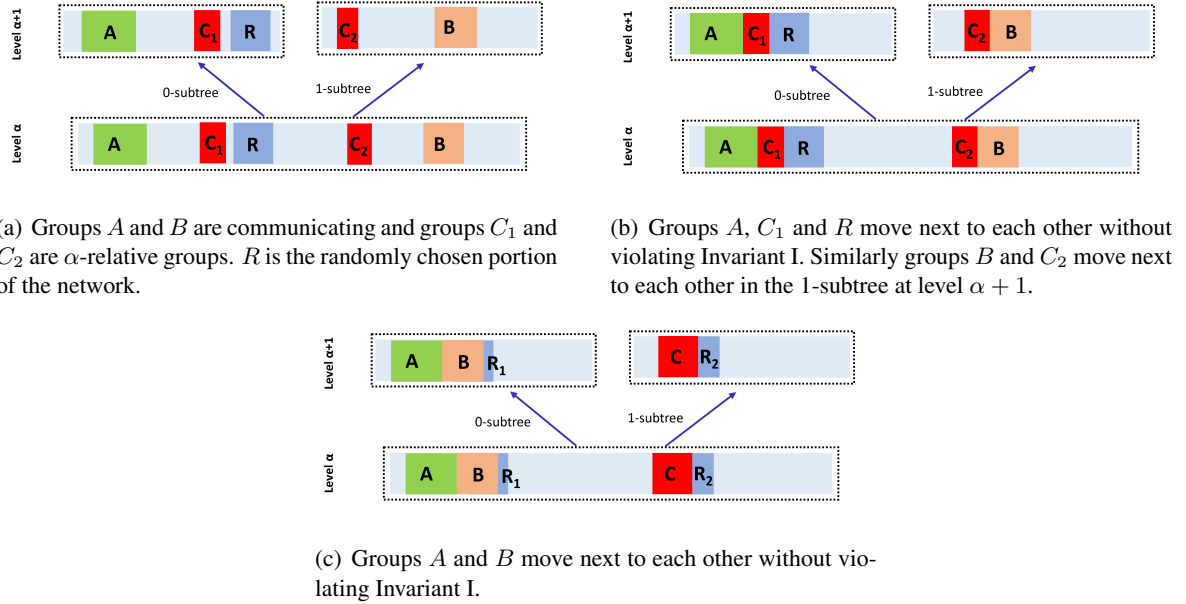 Level α+1
A
C1
R
C2
B
0-subtree
1-subtree
Level α
A
C1
R
C2
B
(a) Groups A and B are communicating and groups C1 and
C2 are α-relative groups. R is the randomly chosen portion
of the network.
Level α+1
A
C1
R
C2
B
0-subtree
1-subtree
Level α
A
C1
R
C2
B
(b) Groups A, C1 and R move next to each other without
violating Invariant I. Similarly groups B and C2 move next
to each other in the 1-subtree at level α + 1.
Level α+1
A
B
R1
C
R2
0-subtree
1-subtree
Level α
A
B
R1
C
R2
(c) Groups A and B move next to each other without vio-
lating Invariant I.